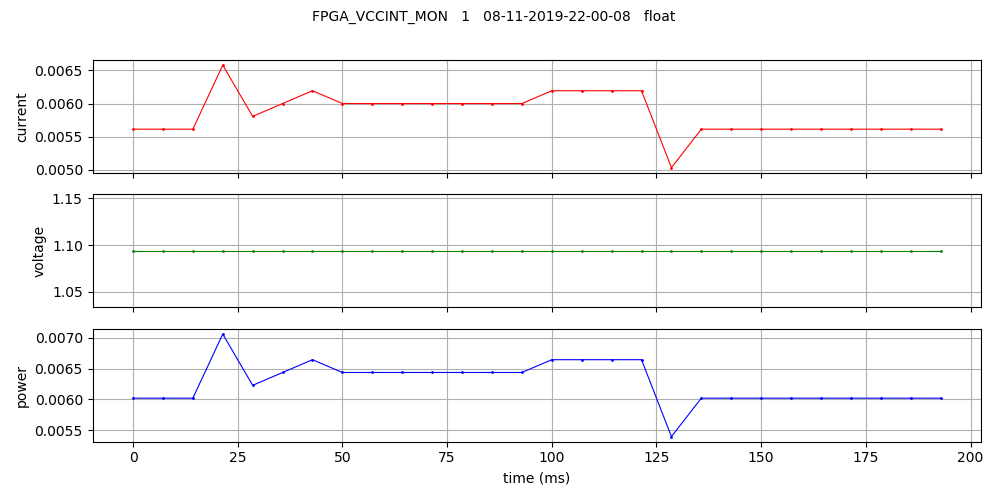 FPGA_VCCINT_MON 1 08-11-2019-22-00-08 float
0.0065
0.0060
0.0055
0.0050
current
1.15
1.10
1.05
voltage
0.0070
0.0065
0.0060
0.0055
power
0 25 50 75 100 125 150 175 200
time (ms)